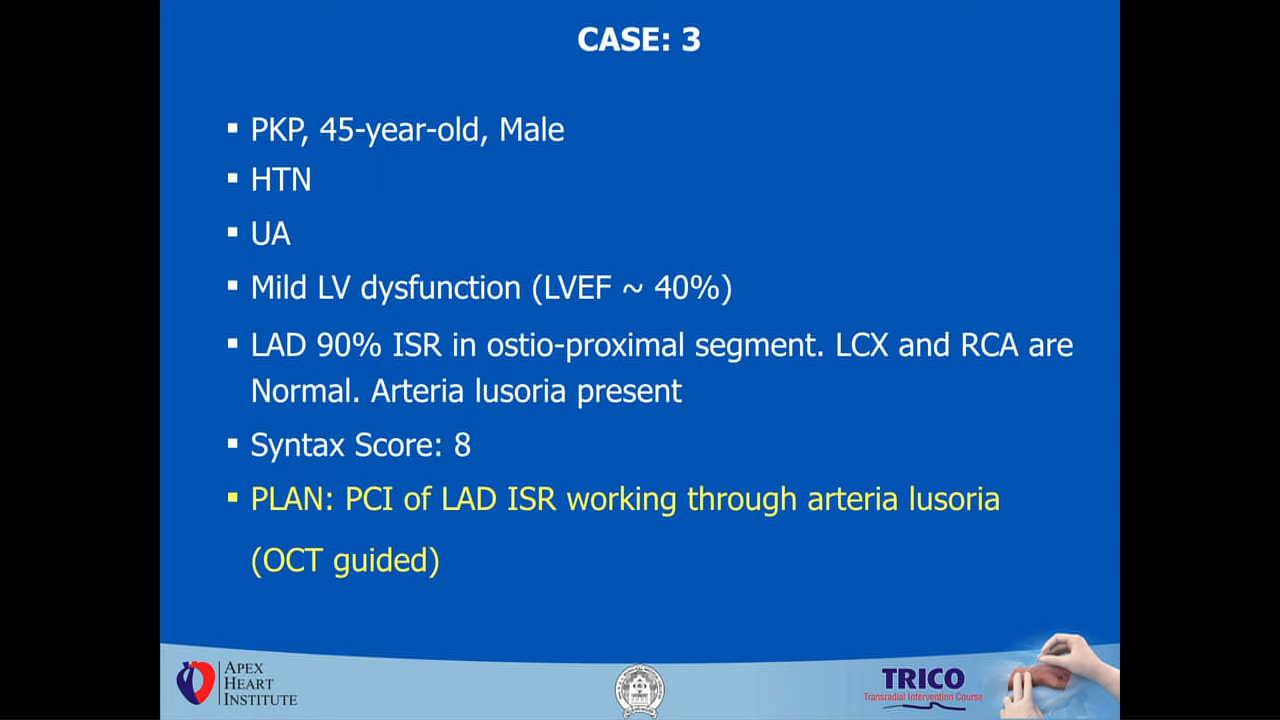 CASE: 3
▪ PKP, 45-year-old, Male
▪ HTN
▪ UA
▪ Mild LV dysfunction (LVEF ~ 40%)
▪ LAD 90% ISR in ostio-proximal segment. LCX and RCA are
Normal. Arteria lusoria present
▪ Syntax Score: 8
▪ PLAN: PCI of LAD ISR working through arteria lusoria
(OCT guided)
APEX
HEART
INSTITUTE
TRICO
Transradial Intervention Course